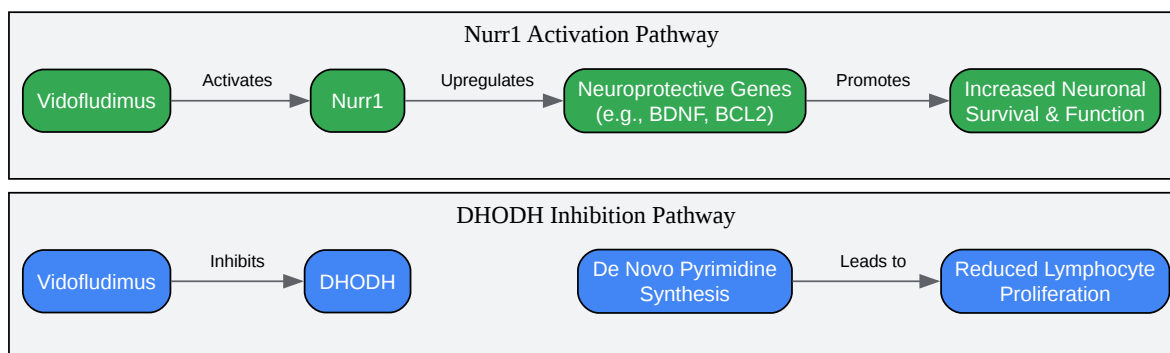 Nurr1 Activation Pathway
Vidofludimus
Activates
Nurr1
Upregulates
Neuroprotective Genes
(e.g., BDNF, BCL2)
Promotes
Increased Neuronal
Survival & Function
DHODH Inhibition Pathway
Vidofludimus
Inhibits
DHODH
De Novo Pyrimidine
Synthesis
Leads to
Reduced Lymphocyte
Proliferation